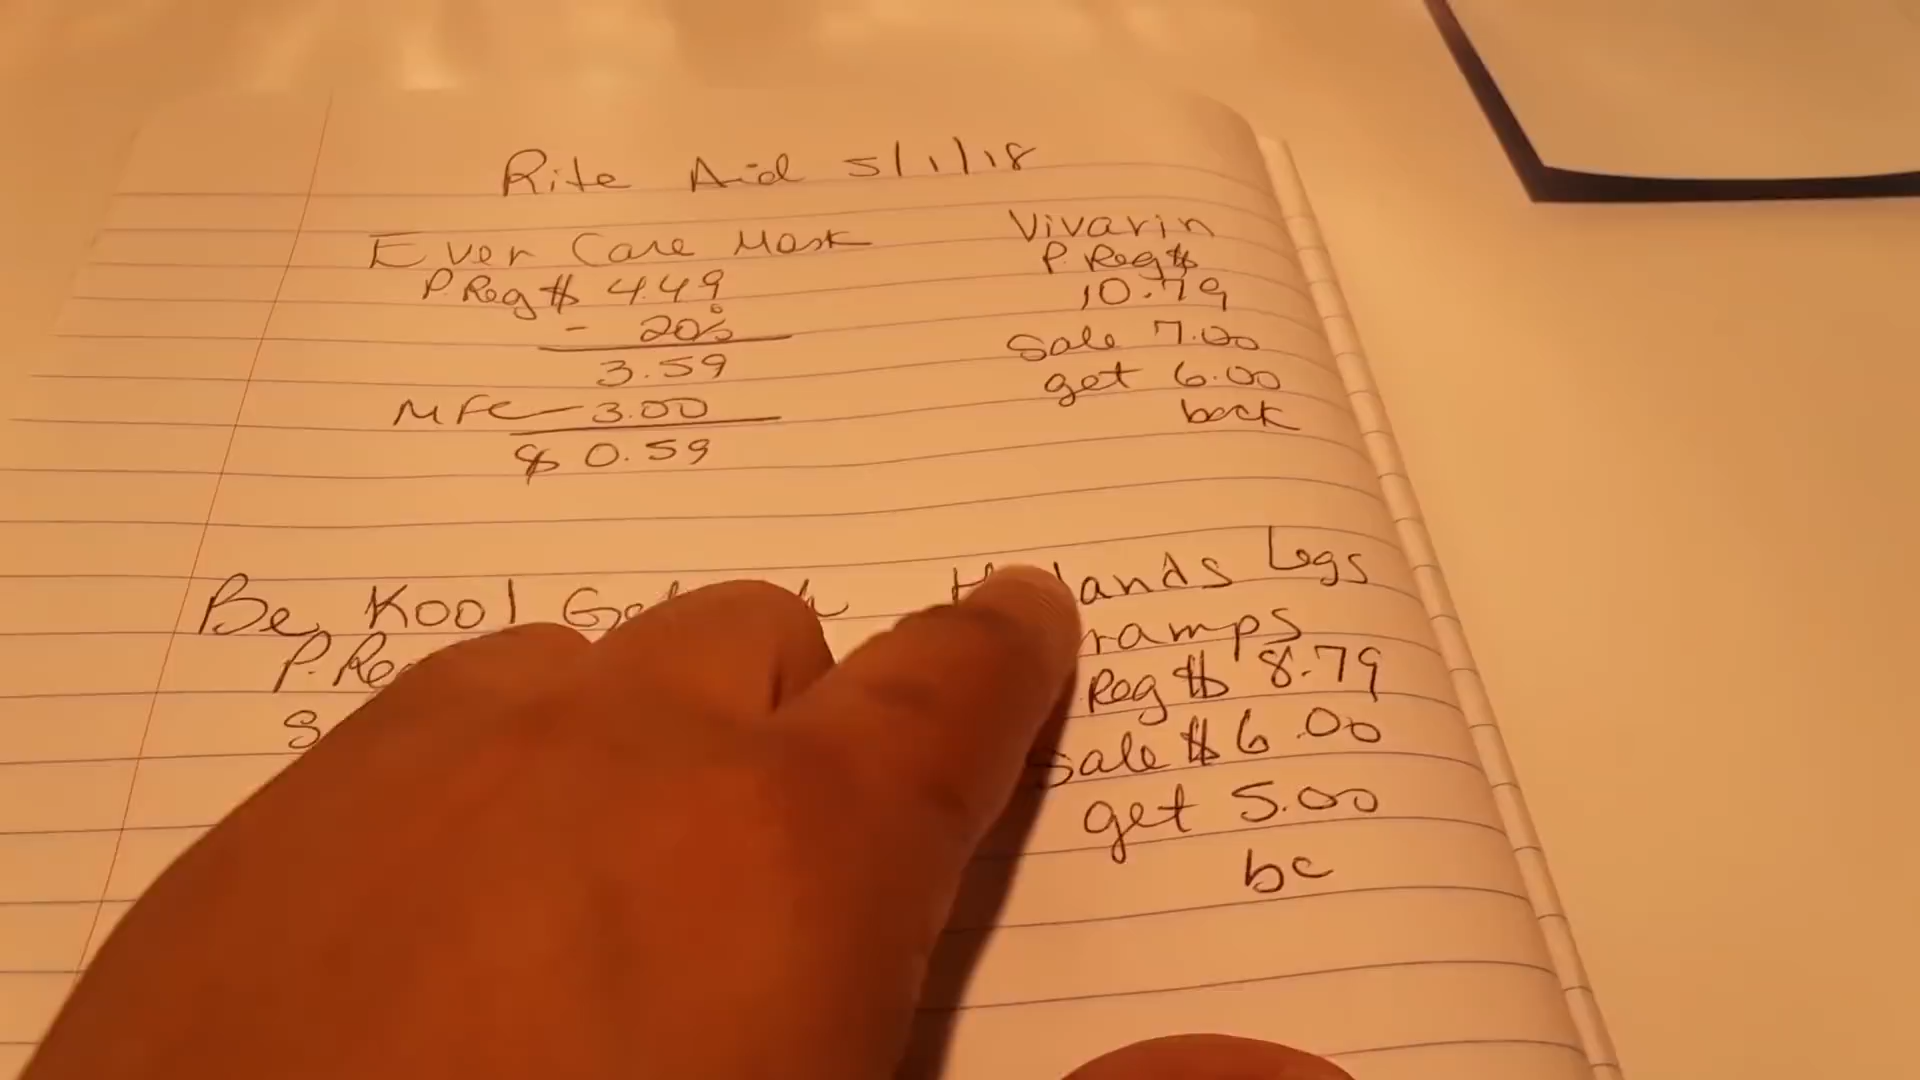 Rite Aid 5/1/18
Ever Care Mask
P. Reg $ 4.49
- 20%
3.59
MFC - 3.00
$ 0.59
Vivarin
P. Reg $
10.79
Sale 7.00
get 6.00
back
Be Kool
P. Re
S
lands Legs
ramps
Reg $ 8.79
Sale $ 6.00
get 5.00
bc